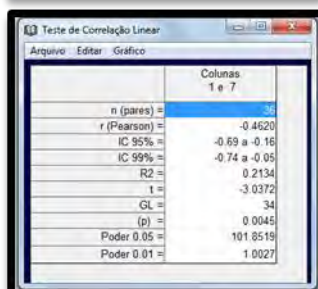 Teste de Correlação Linear
Arquivo Editar Gráfico
Colunas
1 e 7
n (pares) = 36
r (Pearson) = -0.4620
IC 95% = -0.69 a -0.16
IC 99% = -0.74 a -0.05
R2 = 0.2134
t = -3.0372
GL = 34
(p) = 0.0045
Poder 0.05 = 101.8519
Poder 0.01 = 1.0027